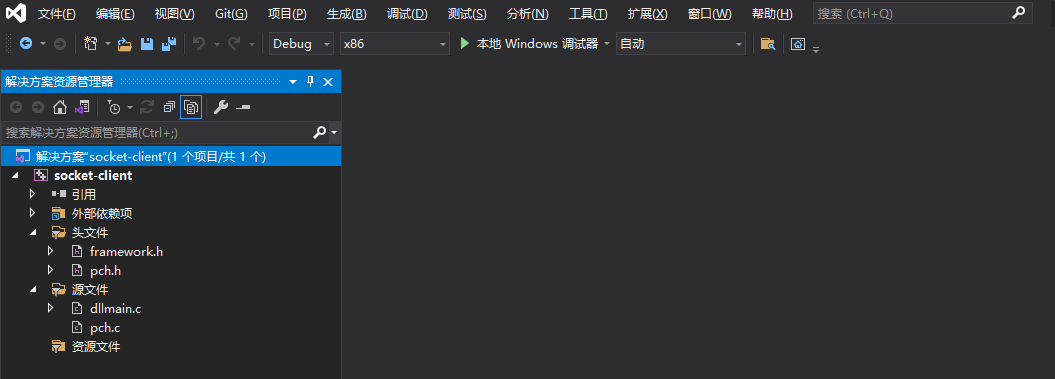 文件(F) 编辑(E) 视图(V) Git(G) 项目(P) 生成(B) 调试(D) 测试(S) 分析(N) 工具(T) 扩展(X) 窗口(W) 帮助(H) 搜索 (Ctrl+Q)
Debug x86 本地 Windows 调试器 自动
解决方案资源管理器
搜索解决方案资源管理器(Ctrl+;)
解决方案"socket-client"(1 个项目/共 1 个)
socket-client
引用
外部依赖项
头文件
framework.h
pch.h
源文件
dllmain.c
pch.c
资源文件